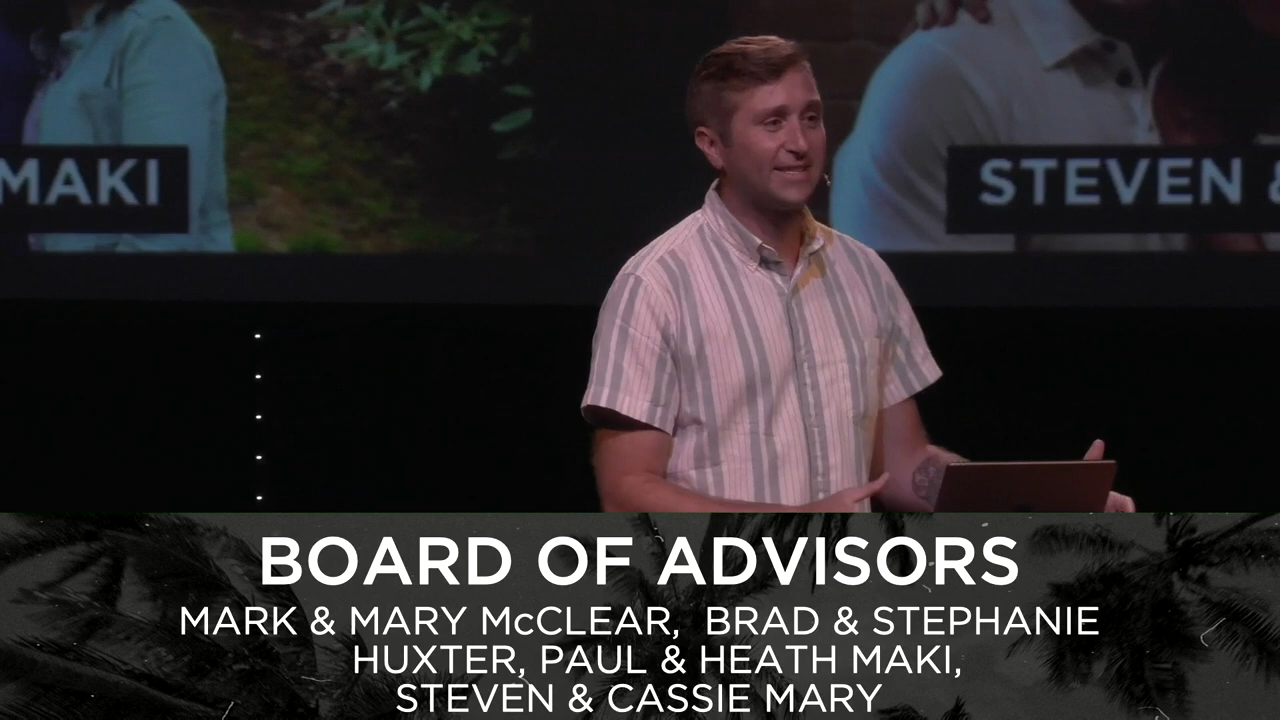 MAKI
STEVEN &
BOARD OF ADVISORS
MARK & MARY McCLEAR, BRAD & STEPHANIE
HUXTER, PAUL & HEATH MAKI,
STEVEN & CASSIE MARY